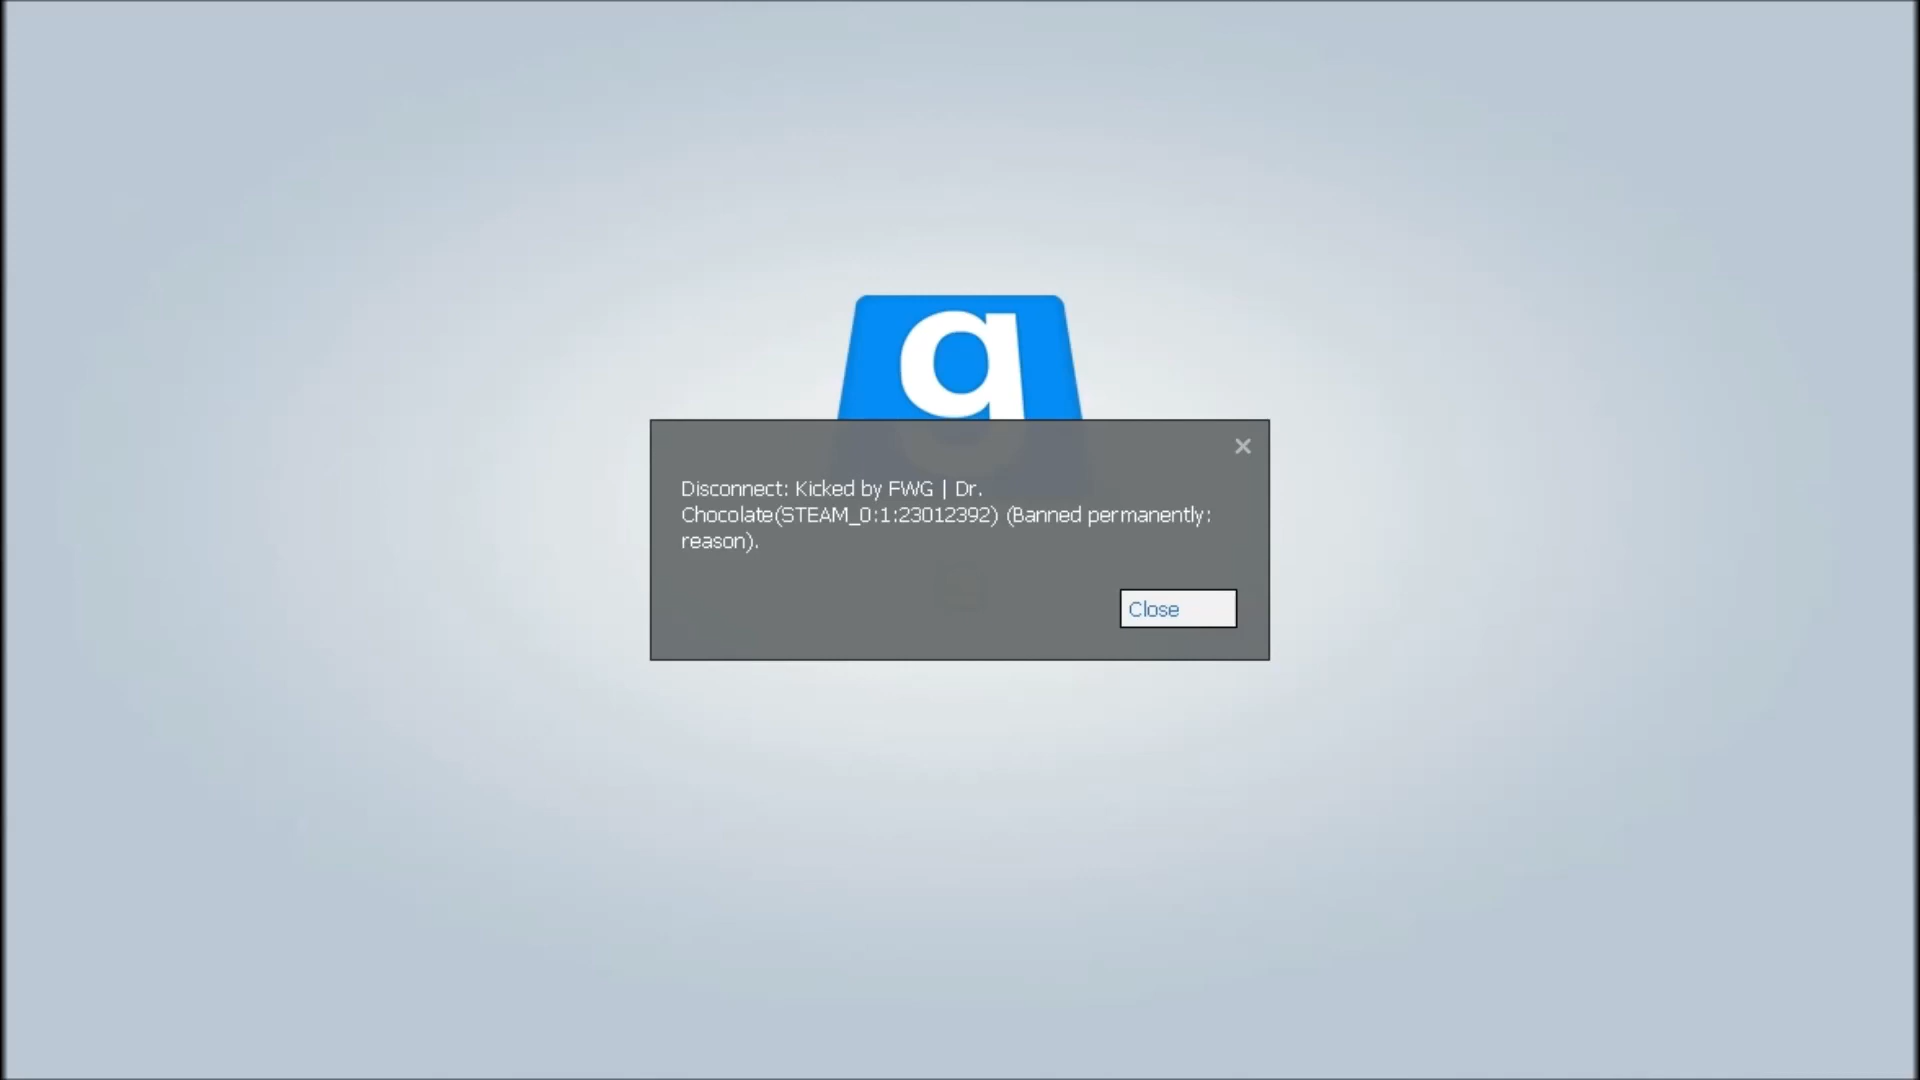 g
Disconnect: Kicked by FWG | Dr.
Chocolate(STEAM_0:1:23012392) (Banned permanently:
reason).
Close